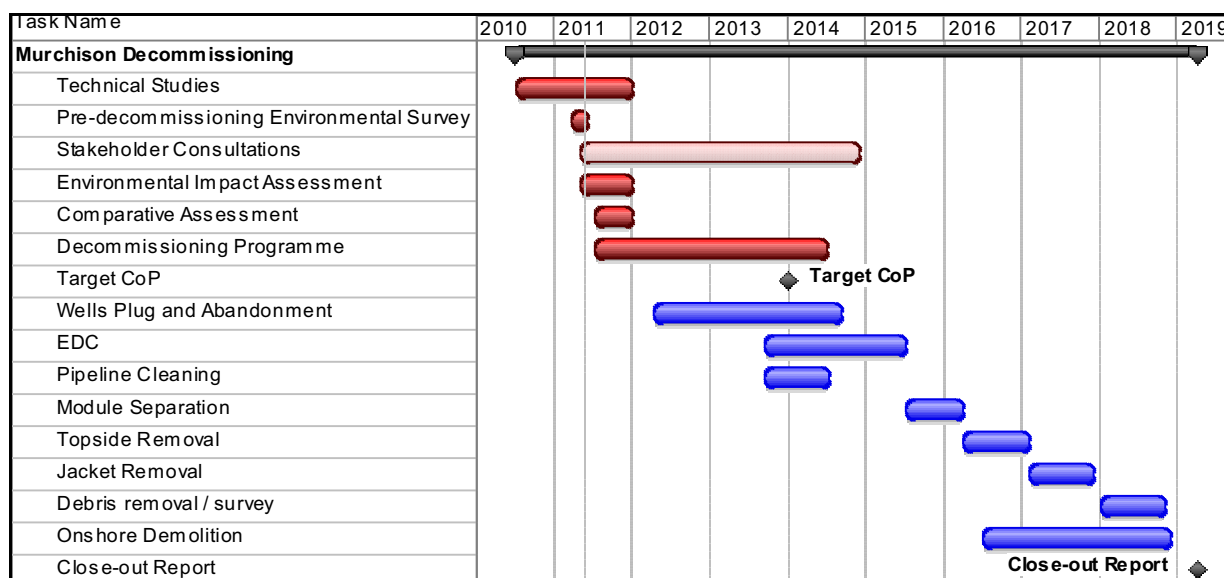 Task Name 2010 2011 2012 2013 2014 2015 2016 2017 2018 2019
Murchison Decommissioning
Technical Studies
Pre-decommissioning Environmental Survey
Stakeholder Consultations
Environmental Impact Assessment
Comparative Assessment
Decommissioning Programme
Target CoP Target CoP
Wells Plug and Abandonment
EDC
Pipeline Cleaning
Module Separation
Topside Removal
Jacket Removal
Debris removal / survey
Onshore Demolition
Close-out Report Close-out Report